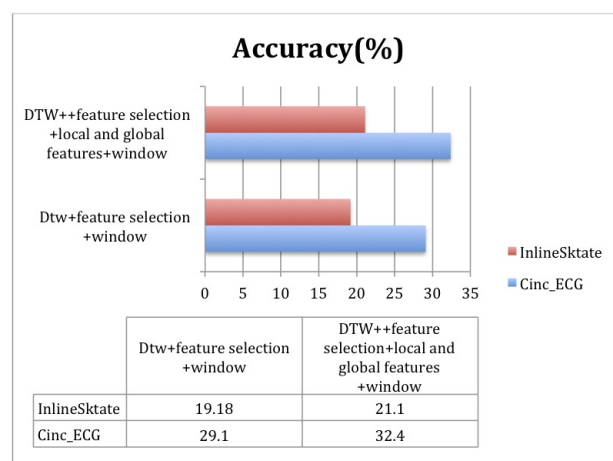 Accuracy(%)
DTW++feature selection
+local and global
features+window
Dtw+feature selection
+window
InlineSktate
Cinc_ECG
0 5 10 15 20 25 30 35
Dtw+feature selection
+window
DTW++feature
selection+local and
global features
+window
InlineSktate 19.18 21.1
Cinc_ECG 29.1 32.4